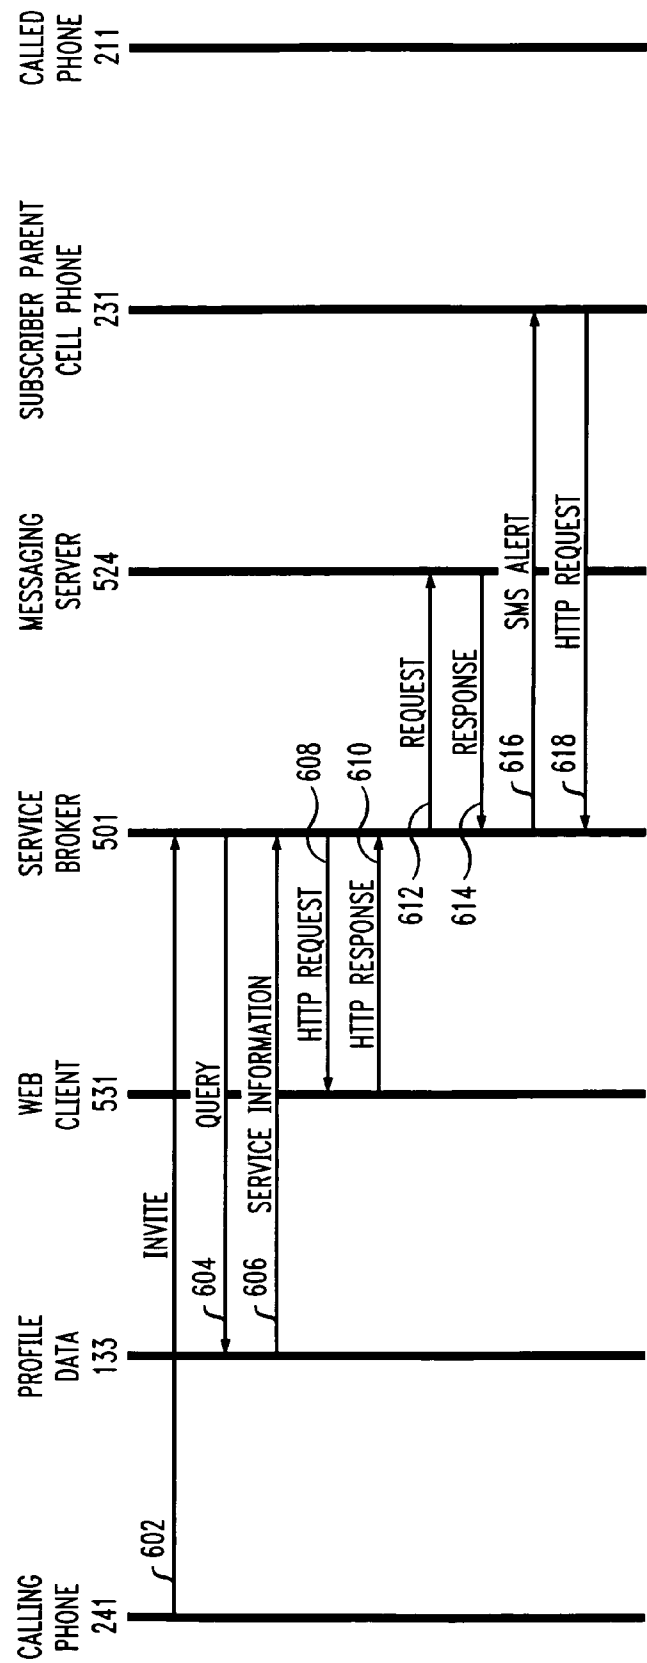 CALLING
PHONE
241
PROFILE
DATA
133
WEB
CLIENT
531
SERVICE
BROKER
501
MESSAGING
SERVER
524
SUBSCRIBER PARENT
CELL PHONE
231
CALLED
PHONE
211
602
INVITE
604
QUERY
606
SERVICE INFORMATION
HTTP REQUEST
608
HTTP RESPONSE
610
612
REQUEST
614
RESPONSE
616
SMS ALERT
618
HTTP REQUEST